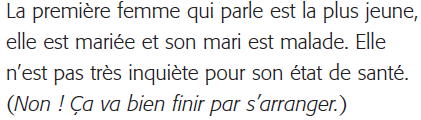 La première femme qui parle est la plus jeune,
elle est mariée et son mari est malade. Elle
n'est pas très inquiète pour son état de santé.
(Non ! Ça va bien finir par s'arranger.)